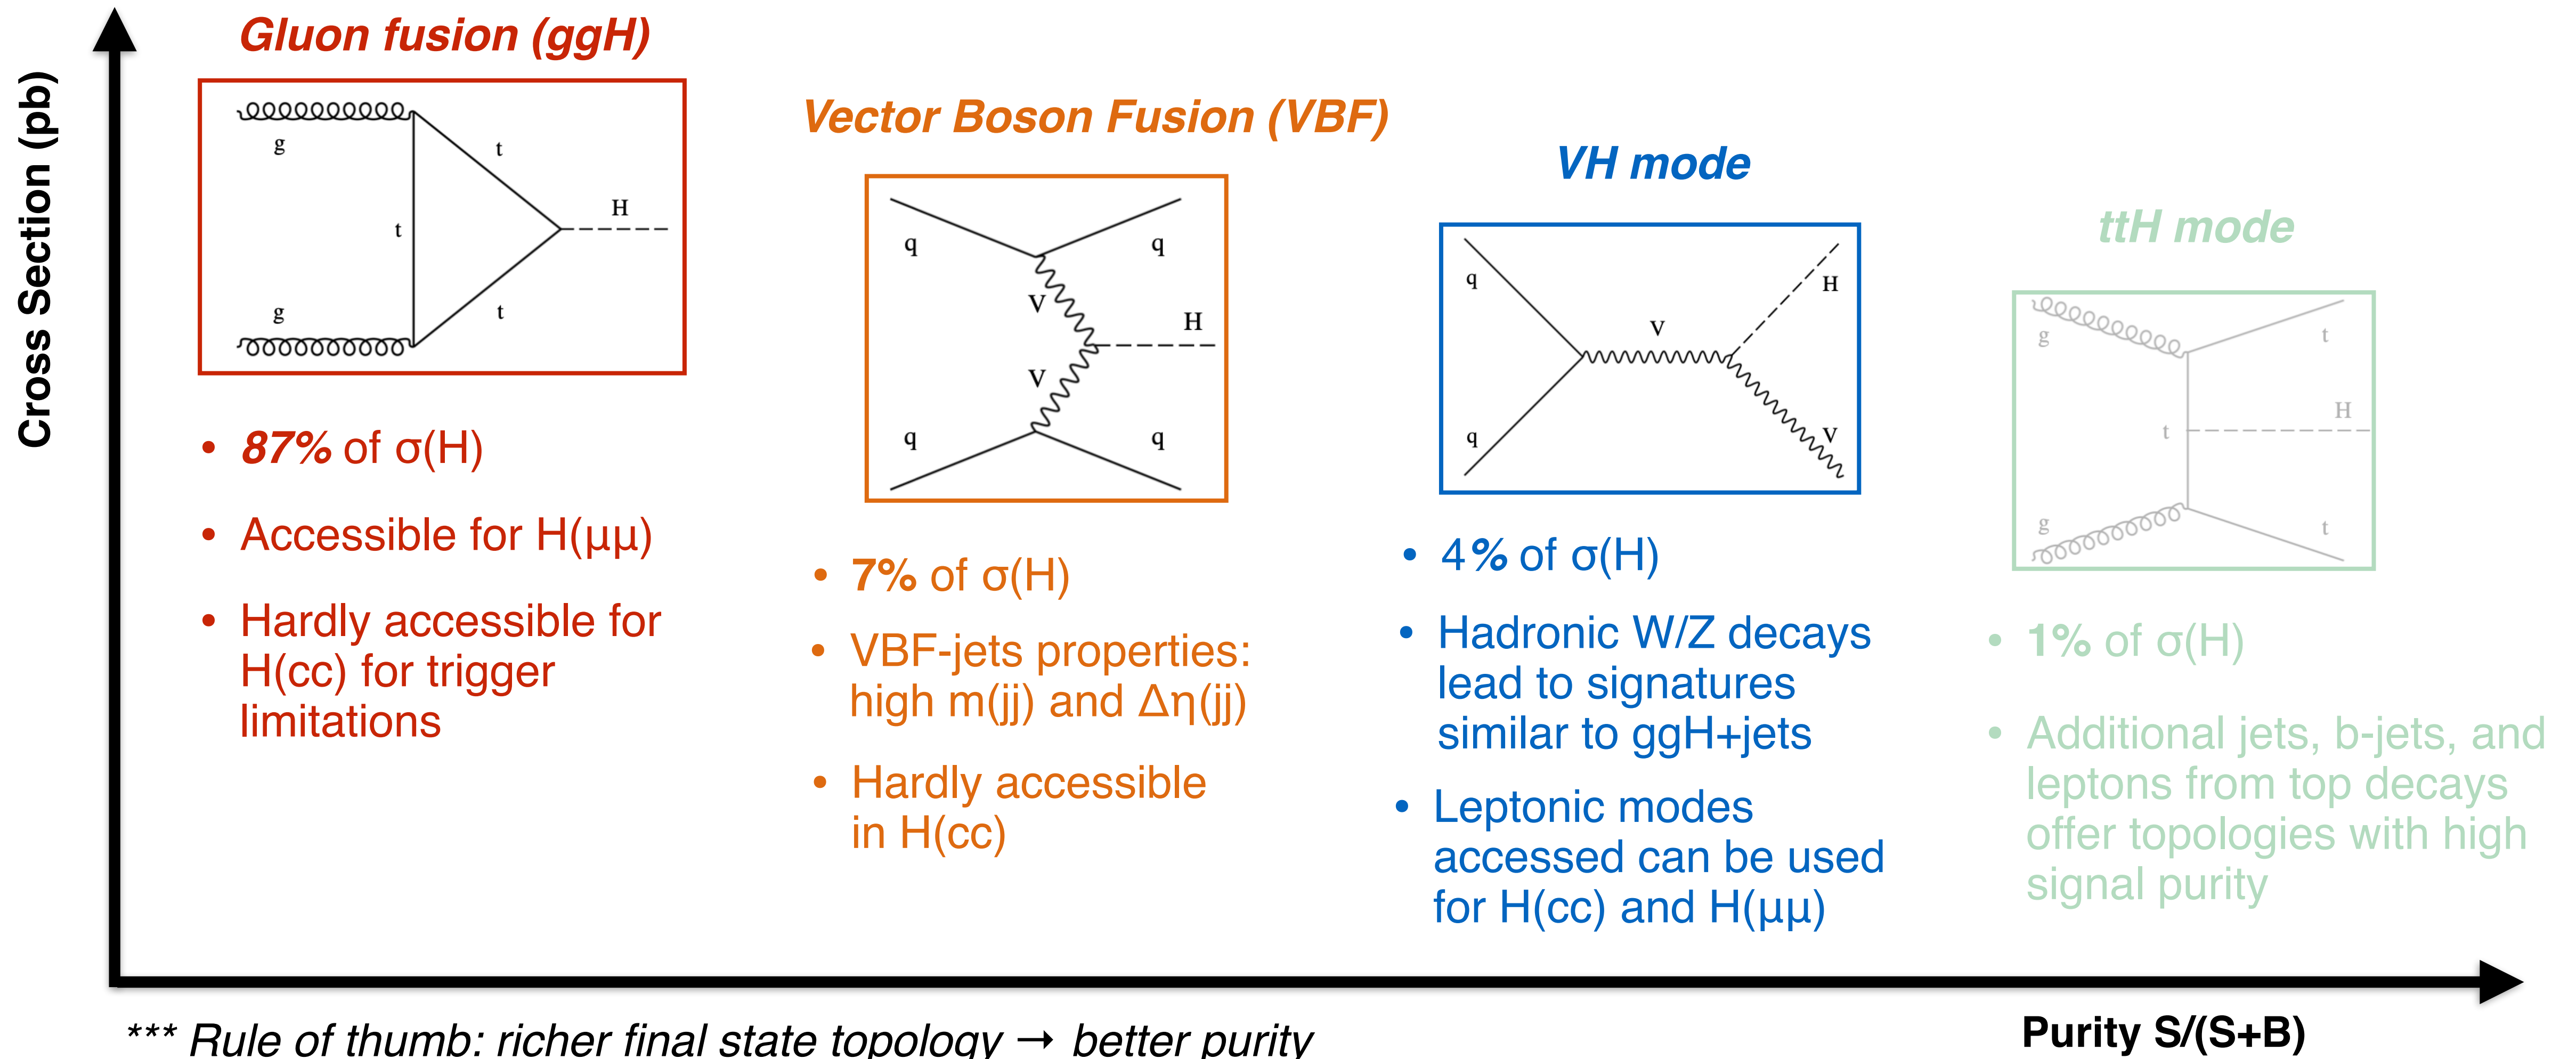 Cross Section (pb)
Gluon fusion (ggH)
g
t
t
H
g
t
• 87% of σ(H)
• Accessible for H(μμ)
• Hardly accessible for
H(cc) for trigger
limitations
Vector Boson Fusion (VBF)
q
q
V
H
V
q
q
• 7% of σ(H)
• VBF-jets properties:
high m(jj) and Δη(jj)
• Hardly accessible
in H(cc)
VH mode
q
H
V
q
V
• 4% of σ(H)
• Hadronic W/Z decays
lead to signatures
similar to ggH+jets
• Leptonic modes
accessed can be used
for H(cc) and H(μμ)
ttH mode
g
t
H
t
g
t
• 1% of σ(H)
• Additional jets, b-jets, and
leptons from top decays
offer topologies with high
signal purity
*** Rule of thumb: richer final state topology → better purity
Purity S/(S+B)